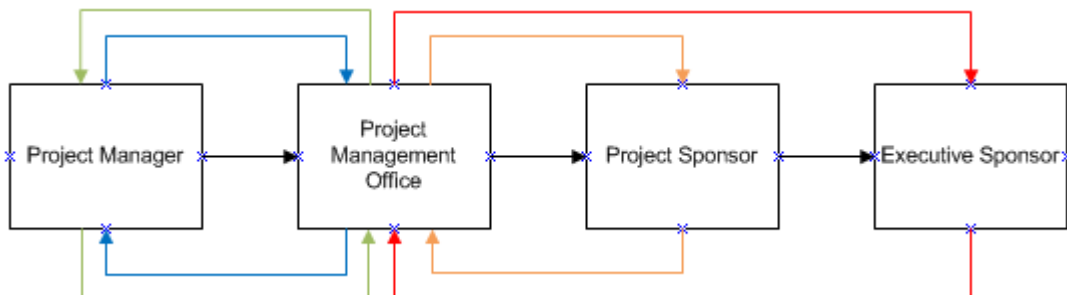 Project Manager
Project
Management
Office
Project Sponsor
Executive Sponsor